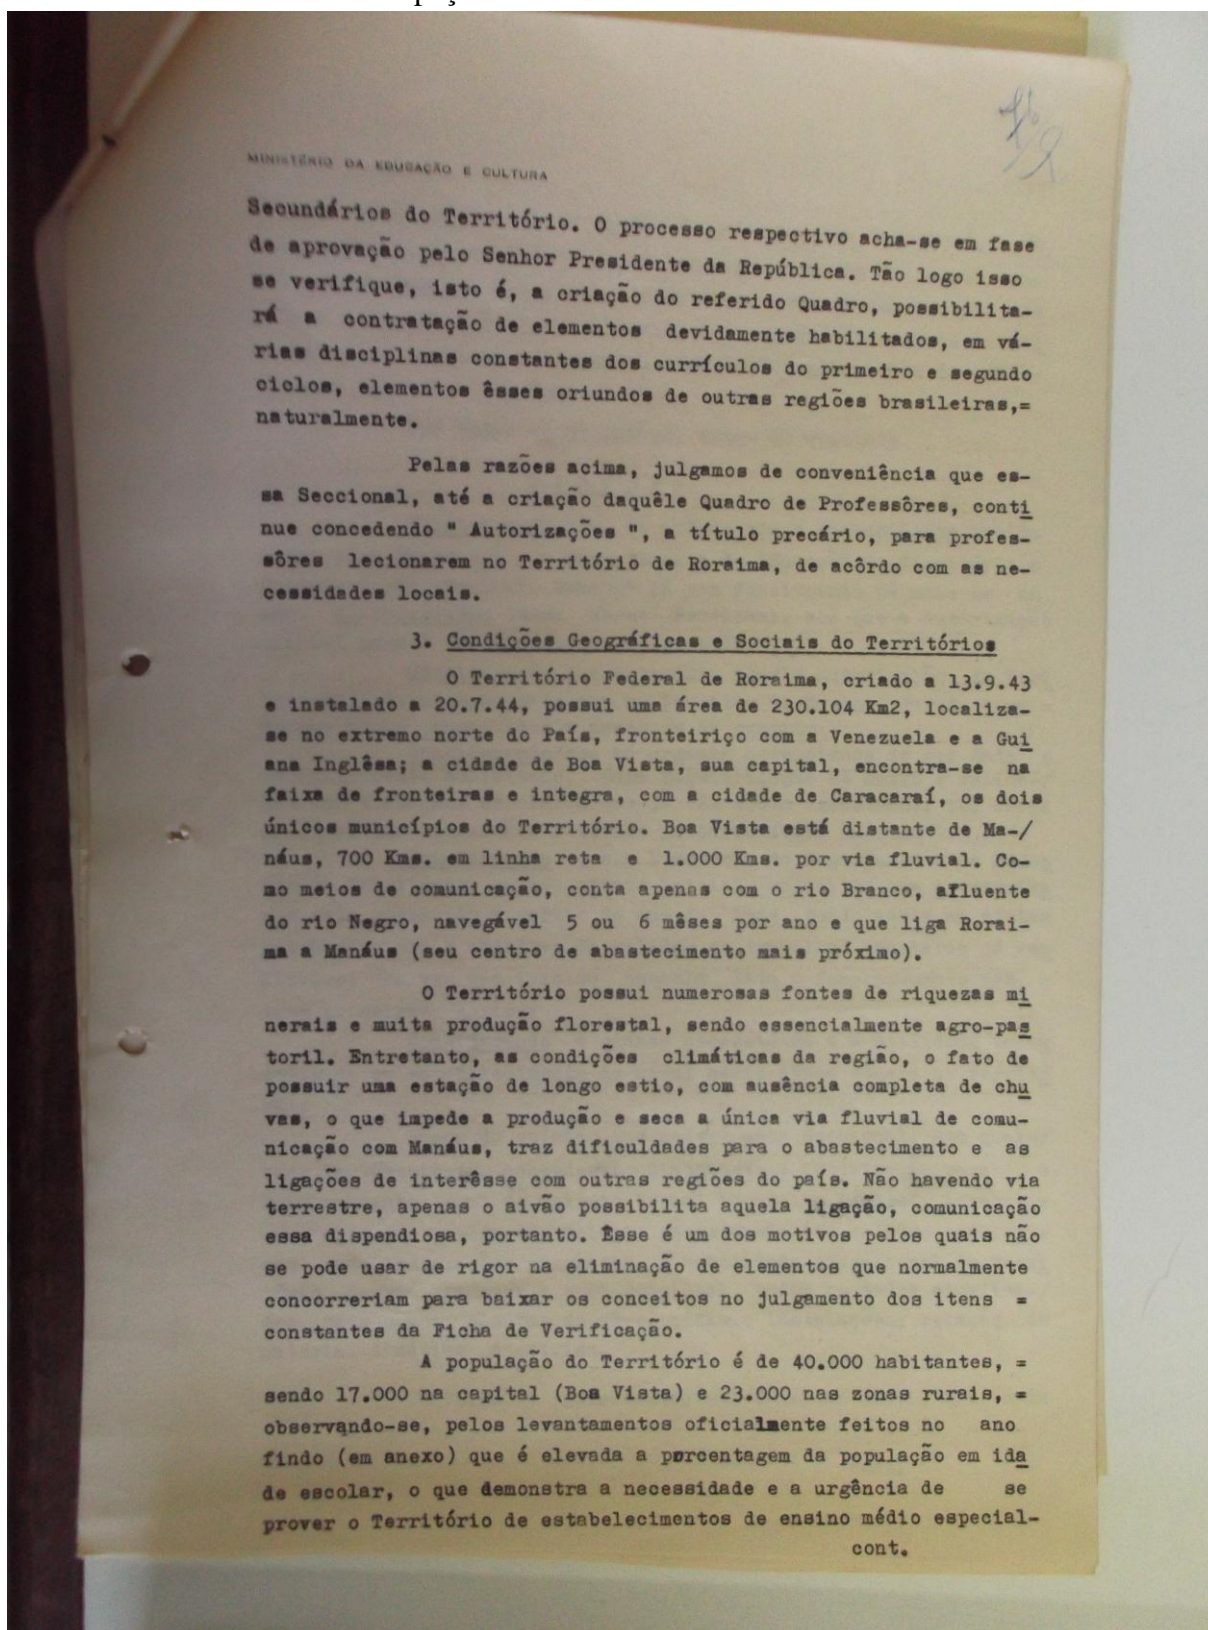 MINISTÉRIO DA EDUCAÇÃO E CULTURA
Secundários do Território. O processo respectivo acha-se em fase
de aprovação pelo Senhor Presidente da República. Tão logo isso
se verifique, isto é, a criação do referido Quadro, possibilita-
rá a contratação de elementos devidamente habilitados, em vá-
rias disciplinas constantes dos currículos do primeiro e segundo
ciclos, elementos êsses oriundos de outras regiões brasileiras,=
naturalmente.
Pelas razões acima, julgamos de conveniência que es-
sa Seccional, até a criação daquêle Quadro de Professôres, conti
nue concedendo " Autorizações ", a título precário, para profes-
sôres lecionarem no Território de Roraima, de acôrdo com as ne-
cessidades locais.
3. Condições Geográficas e Sociais do Territórios
O Território Federal de Roraima, criado a 13.9.43
e instalado a 20.7.44, possui uma área de 230.104 Km2, localiza-
se no extremo norte do País, fronteiriço com a Venezuela e a Gui
ana Inglêsa; a cidade de Boa Vista, sua capital, encontra-se na
faixa de fronteiras e integra, com a cidade de Caracaraí, os dois
únicos municípios do Território. Boa Vista está distante de Ma-/
náus, 700 Kms. em linha reta e 1.000 Kms. por via fluvial. Co-
mo meios de comunicação, conta apenas com o rio Branco, afluente
do rio Negro, navegável 5 ou 6 mêses por ano e que liga Rorai-
ma a Manáus (seu centro de abastecimento mais próximo).
O Território possui numerosas fontes de riquezas mi
nerais e muita produção florestal, sendo essencialmente agro-pas
toril. Entretanto, as condições climáticas da região, o fato de
possuir uma estação de longo estio, com ausência completa de chu
vas, o que impede a produção e seca a única via fluvial de comu-
nicação com Manáus, traz dificuldades para o abastecimento e as
ligações de interêsse com outras regiões do país. Não havendo via
terrestre, apenas o aivão possibilita aquela ligação, comunicação
essa dispendiosa, portanto. Êsse é um dos motivos pelos quais não
se pode usar de rigor na eliminação de elementos que normalmente
concorreriam para baixar os conceitos no julgamento dos itens =
constantes da Ficha de Verificação.
A população do Território é de 40.000 habitantes, =
sendo 17.000 na capital (Boa Vista) e 23.000 nas zonas rurais, =
observando-se, pelos levantamentos oficialmente feitos no ano
findo (em anexo) que é elevada a porcentagem da população em ida
de escolar, o que demonstra a necessidade e a urgência de se
prover o Território de estabelecimentos de ensino médio especial-
cont.